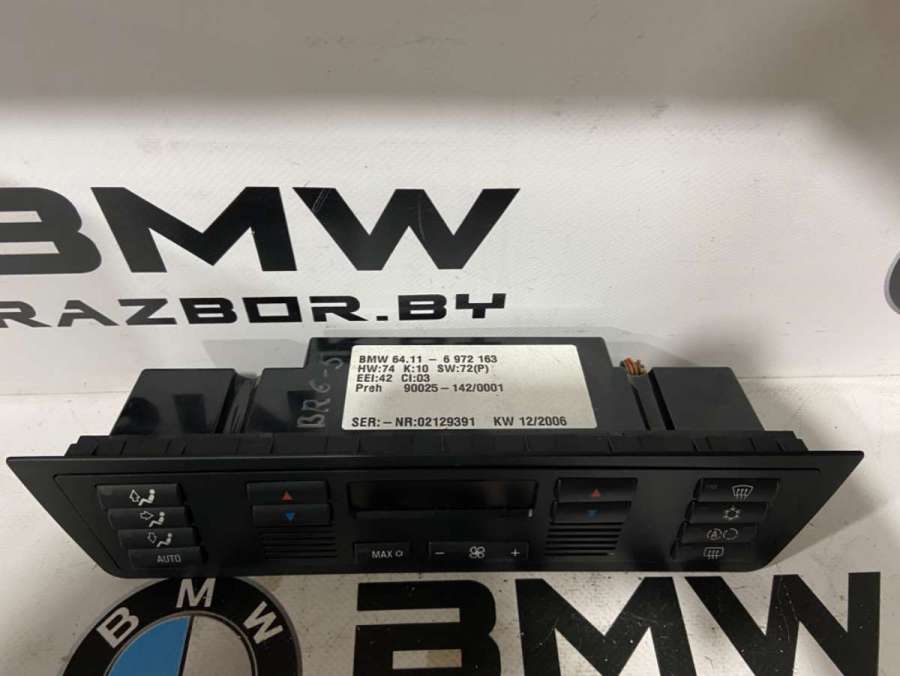 BMW
RAZBOR.BY
BMW 64.11 - 6 972 163
HW:74 K:10 SW:72(P)
EEI:42 CI:03
Preh 90025-142/0001
SER:-NR:02129391 KW 12/2006
AUTO
MAX
- +
A
BMW
BMW